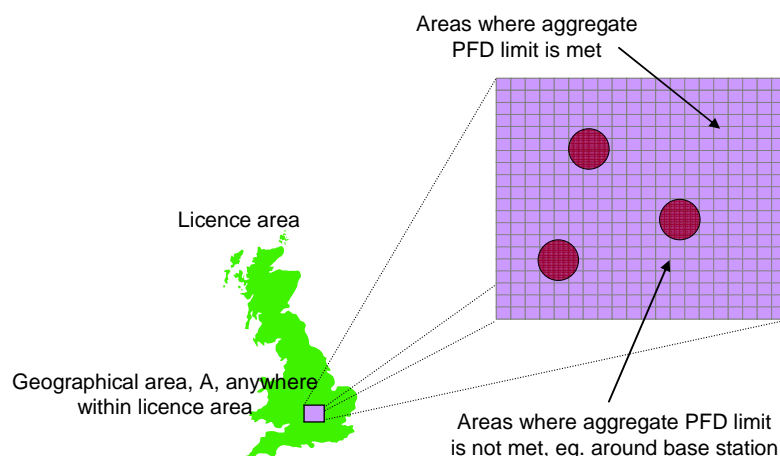 Areas where aggregate
PFD limit is met
Licence area
Geographical area, A, anywhere
within licence area
Areas where aggregate PFD limit
is not met, eg. around base station